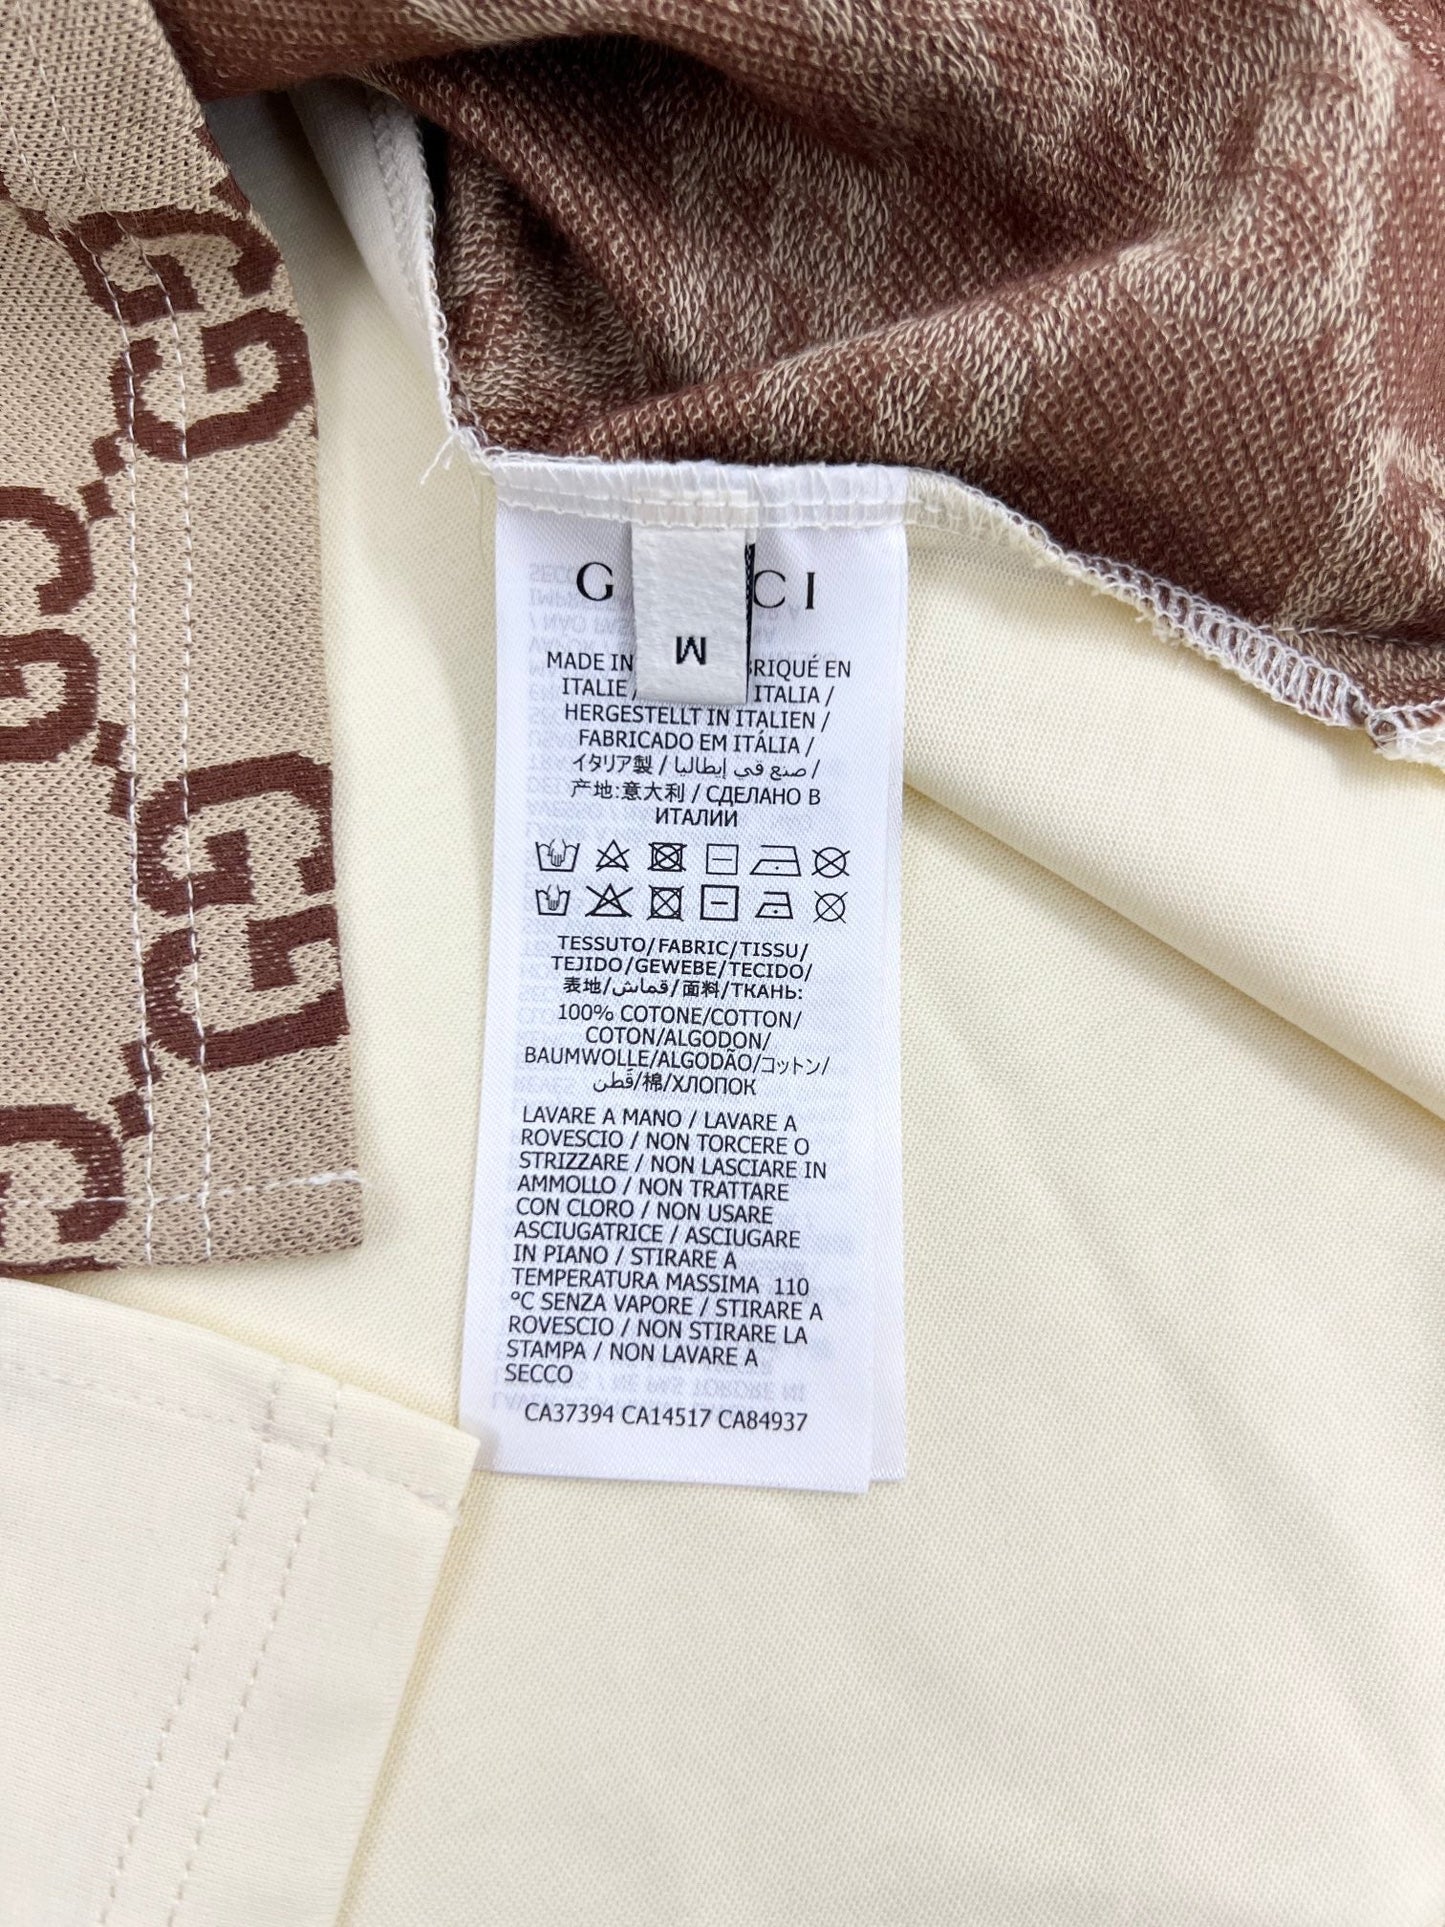 G CI
M
MADE IN BRIQUÉ EN
ITALIE / ITALIA /
HERGESTELLT IN ITALIEN /
FABRICADO EM ITÁLIA /
イタリア製 / صنع في إيطاليا /
产地:意大利 / СДЕЛАНО В
ИТАЛИИ
TESSUTO/FABRIC/TISSU/
TEJIDO/GEWEBE/TECIDO/
表地/قماش/面料/ТКАНЬ:
100% COTONE/COTTON/
COTON/ALGODON/
BAUMWOLLE/ALGODÃO/コットン/
قَطن/棉/ХЛОПОК
LAVARE A MANO / LAVARE A
ROVESCIO / NON TORCERE O
STRIZZARE / NON LASCIARE IN
AMMOLLO / NON TRATTARE
CON CLORO / NON USARE
ASCIUGATRICE / ASCIUGARE
IN PIANO / STIRARE A
TEMPERATURA MASSIMA 110
°C SENZA VAPORE / STIRARE A
ROVESCIO / NON STIRARE LA
STAMPA / NON LAVARE A
SECCO
CA37394 CA14517 CA84937